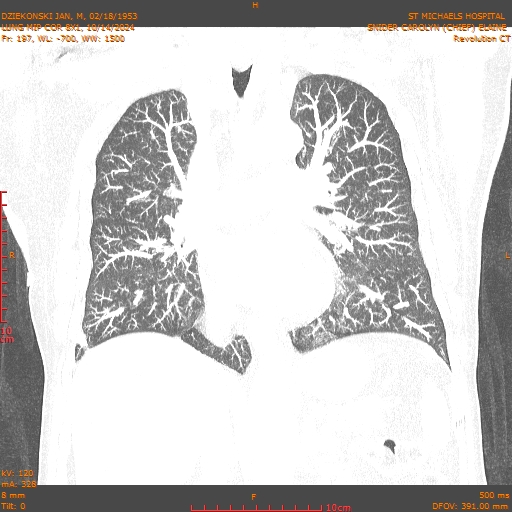 H
DZIEKONSKI JAN, M, 02/18/1953
ST MICHAELS HOSPITAL
LUNG MIP COR 8X1, 10/14/2024
SNIDER CAROLYN (CHIEF) ELAINE
Fr: 197, WL: -700, WW: 1500
Revolution CT
R
L
10
cm
kV: 120
mA: 328
8 mm
Tilt: 0
F
10cm
500 ms
DFOV: 391.00 mm